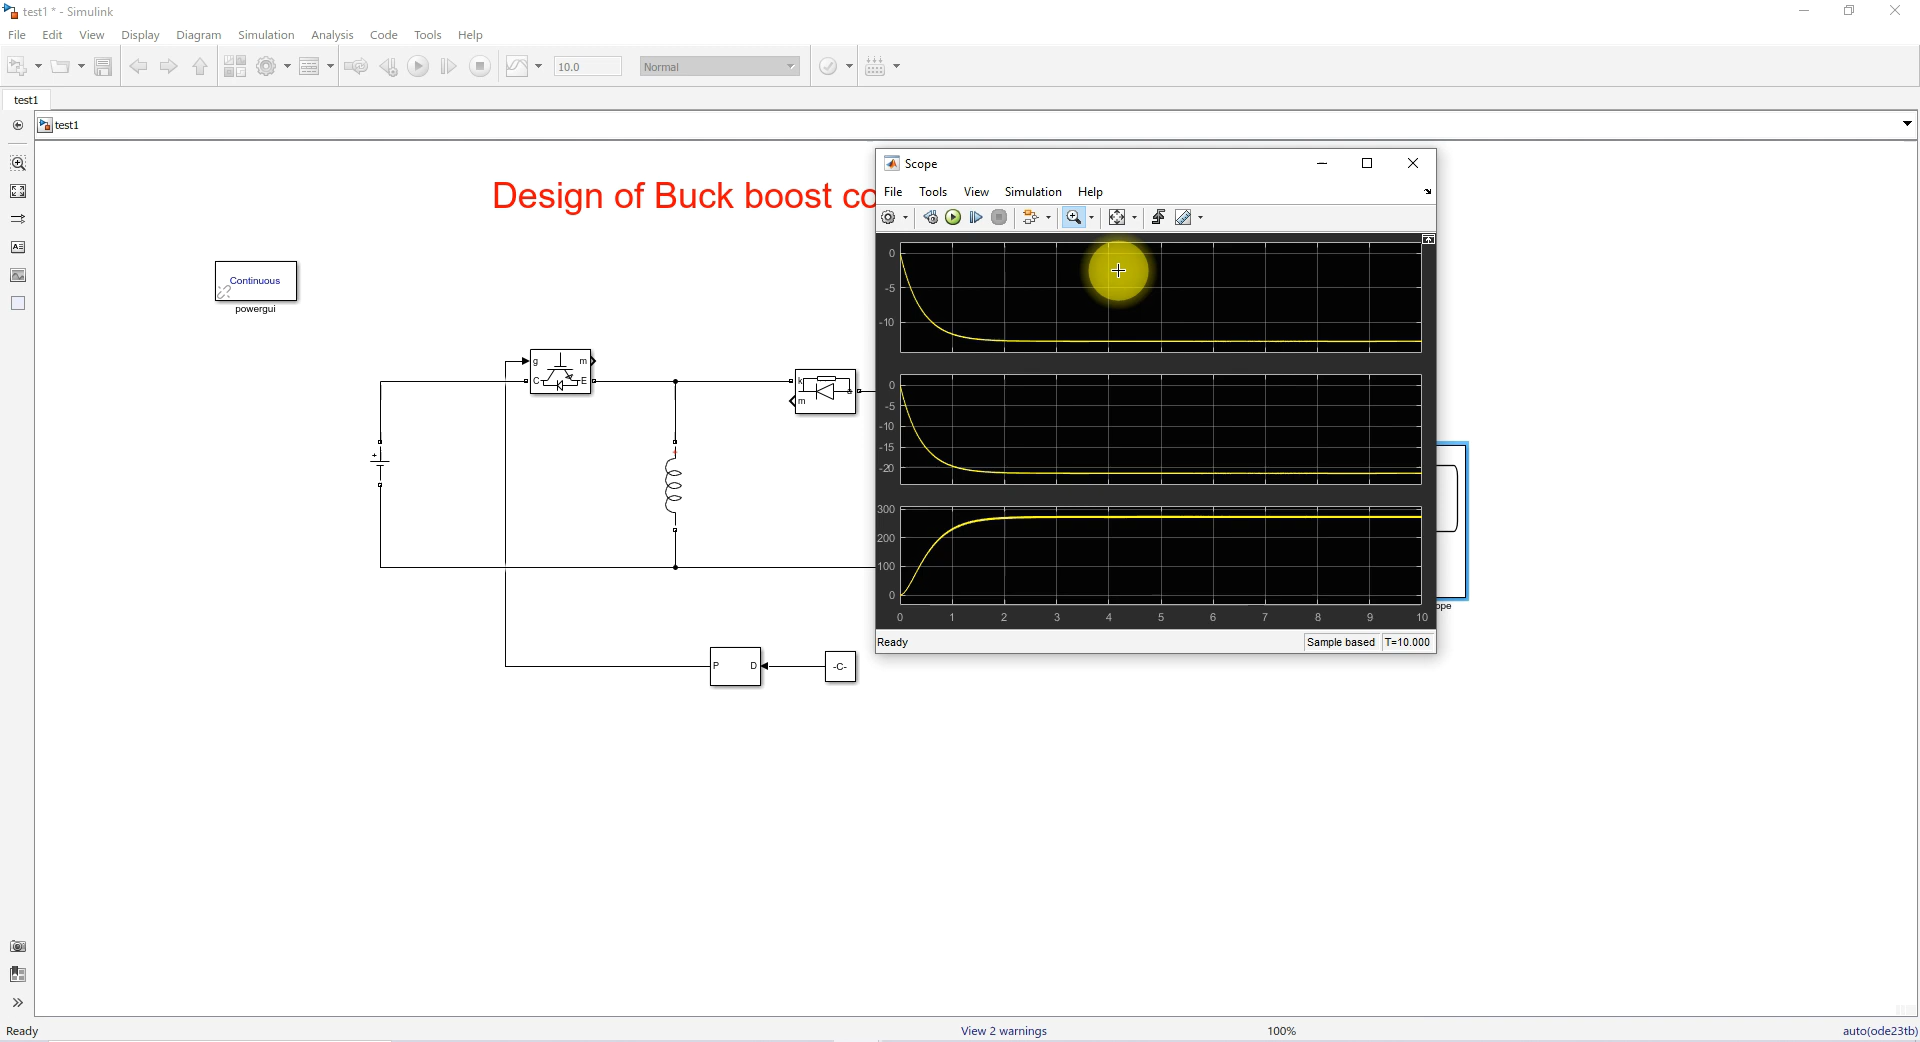 test1 * - Simulink
File Edit View Display Diagram Simulation Analysis Code Tools Help
10.0 Normal
test1
test1
Design of Buck boost co
Continuous
powergui
g m
C E
k a
m
P D
-C-
Scope
File Tools View Simulation Help
0
-5
-10
0
-5
-10
-15
-20
300
200
100
0
0 1 2 3 4 5 6 7 8 9 10
Ready Sample based T=10.000
ope
Ready View 2 warnings 100% auto(ode23tb)